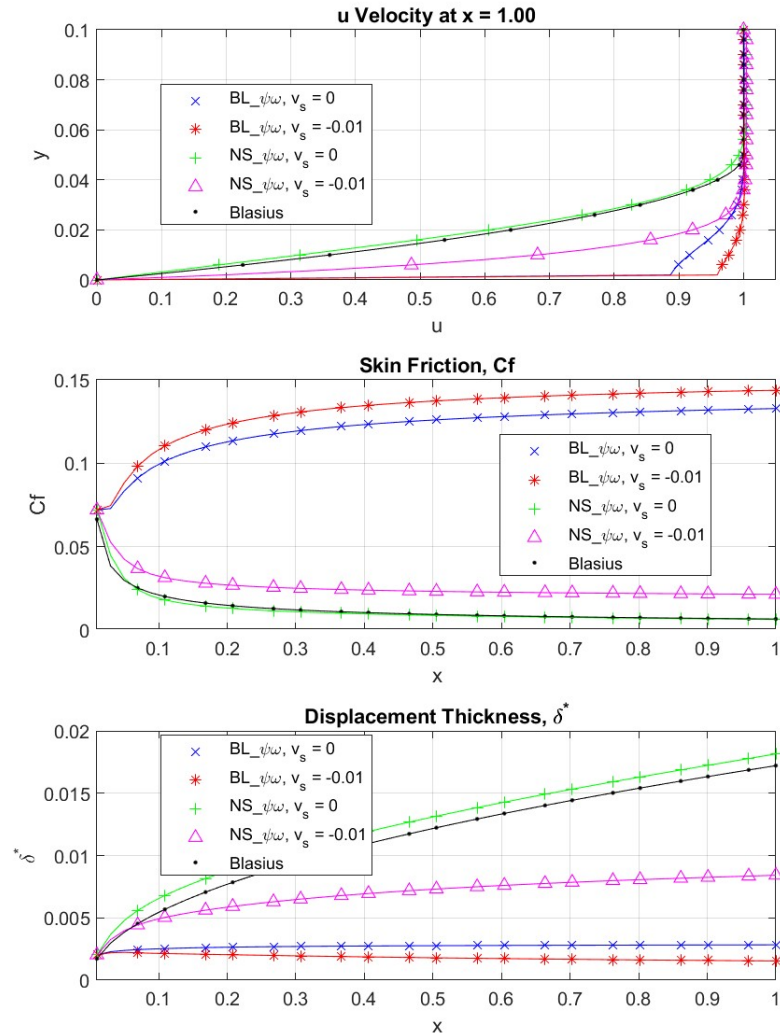 u Velocity at x = 1.00
0.1
0.08
0.06
0.04
0.02
0
y
BL_ψω, v_s = 0
BL_ψω, v_s = -0.01
NS_ψω, v_s = 0
NS_ψω, v_s = -0.01
Blasius
0 0.1 0.2 0.3 0.4 0.5 0.6 0.7 0.8 0.9 1
u
Skin Friction, Cf
0.15
0.1
0.05
0
Cf
BL_ψω, v_s = 0
BL_ψω, v_s = -0.01
NS_ψω, v_s = 0
NS_ψω, v_s = -0.01
Blasius
0.1 0.2 0.3 0.4 0.5 0.6 0.7 0.8 0.9 1
x
Displacement Thickness, δ*
0.02
0.015
0.01
0.005
0
δ*
BL_ψω, v_s = 0
BL_ψω, v_s = -0.01
NS_ψω, v_s = 0
NS_ψω, v_s = -0.01
Blasius
0.1 0.2 0.3 0.4 0.5 0.6 0.7 0.8 0.9 1
x